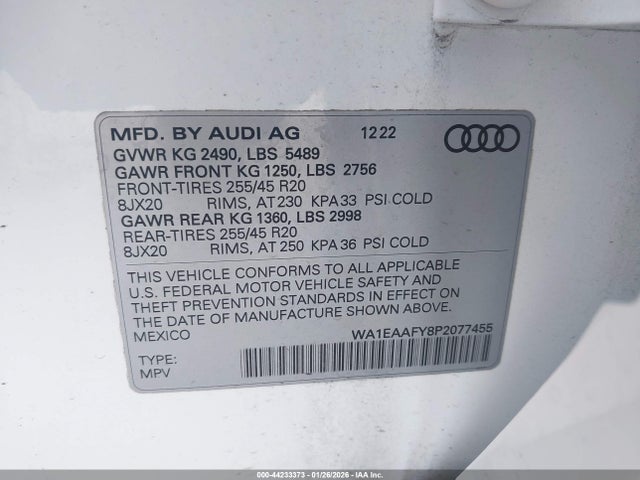 MFD. BY AUDI AG 1222
GVWR KG 2490, LBS 5489
GAWR FRONT KG 1250, LBS 2756
FRONT-TIRES 255/45 R20
8JX20 RIMS, AT 230 KPA 33 PSI COLD
GAWR REAR KG 1360, LBS 2998
REAR-TIRES 255/45 R20
8JX20 RIMS, AT 250 KPA 36 PSI COLD
THIS VEHICLE CONFORMS TO ALL APPLICABLE
U.S. FEDERAL MOTOR VEHICLE SAFETY AND
THEFT PREVENTION STANDARDS IN EFFECT ON
THE DATE OF MANUFACTURE SHOWN ABOVE.
MEXICO WA1EAAFY8P2077455
TYPE:
MPV
000-44233373 | 01/26/2026 - IAA, Inc.